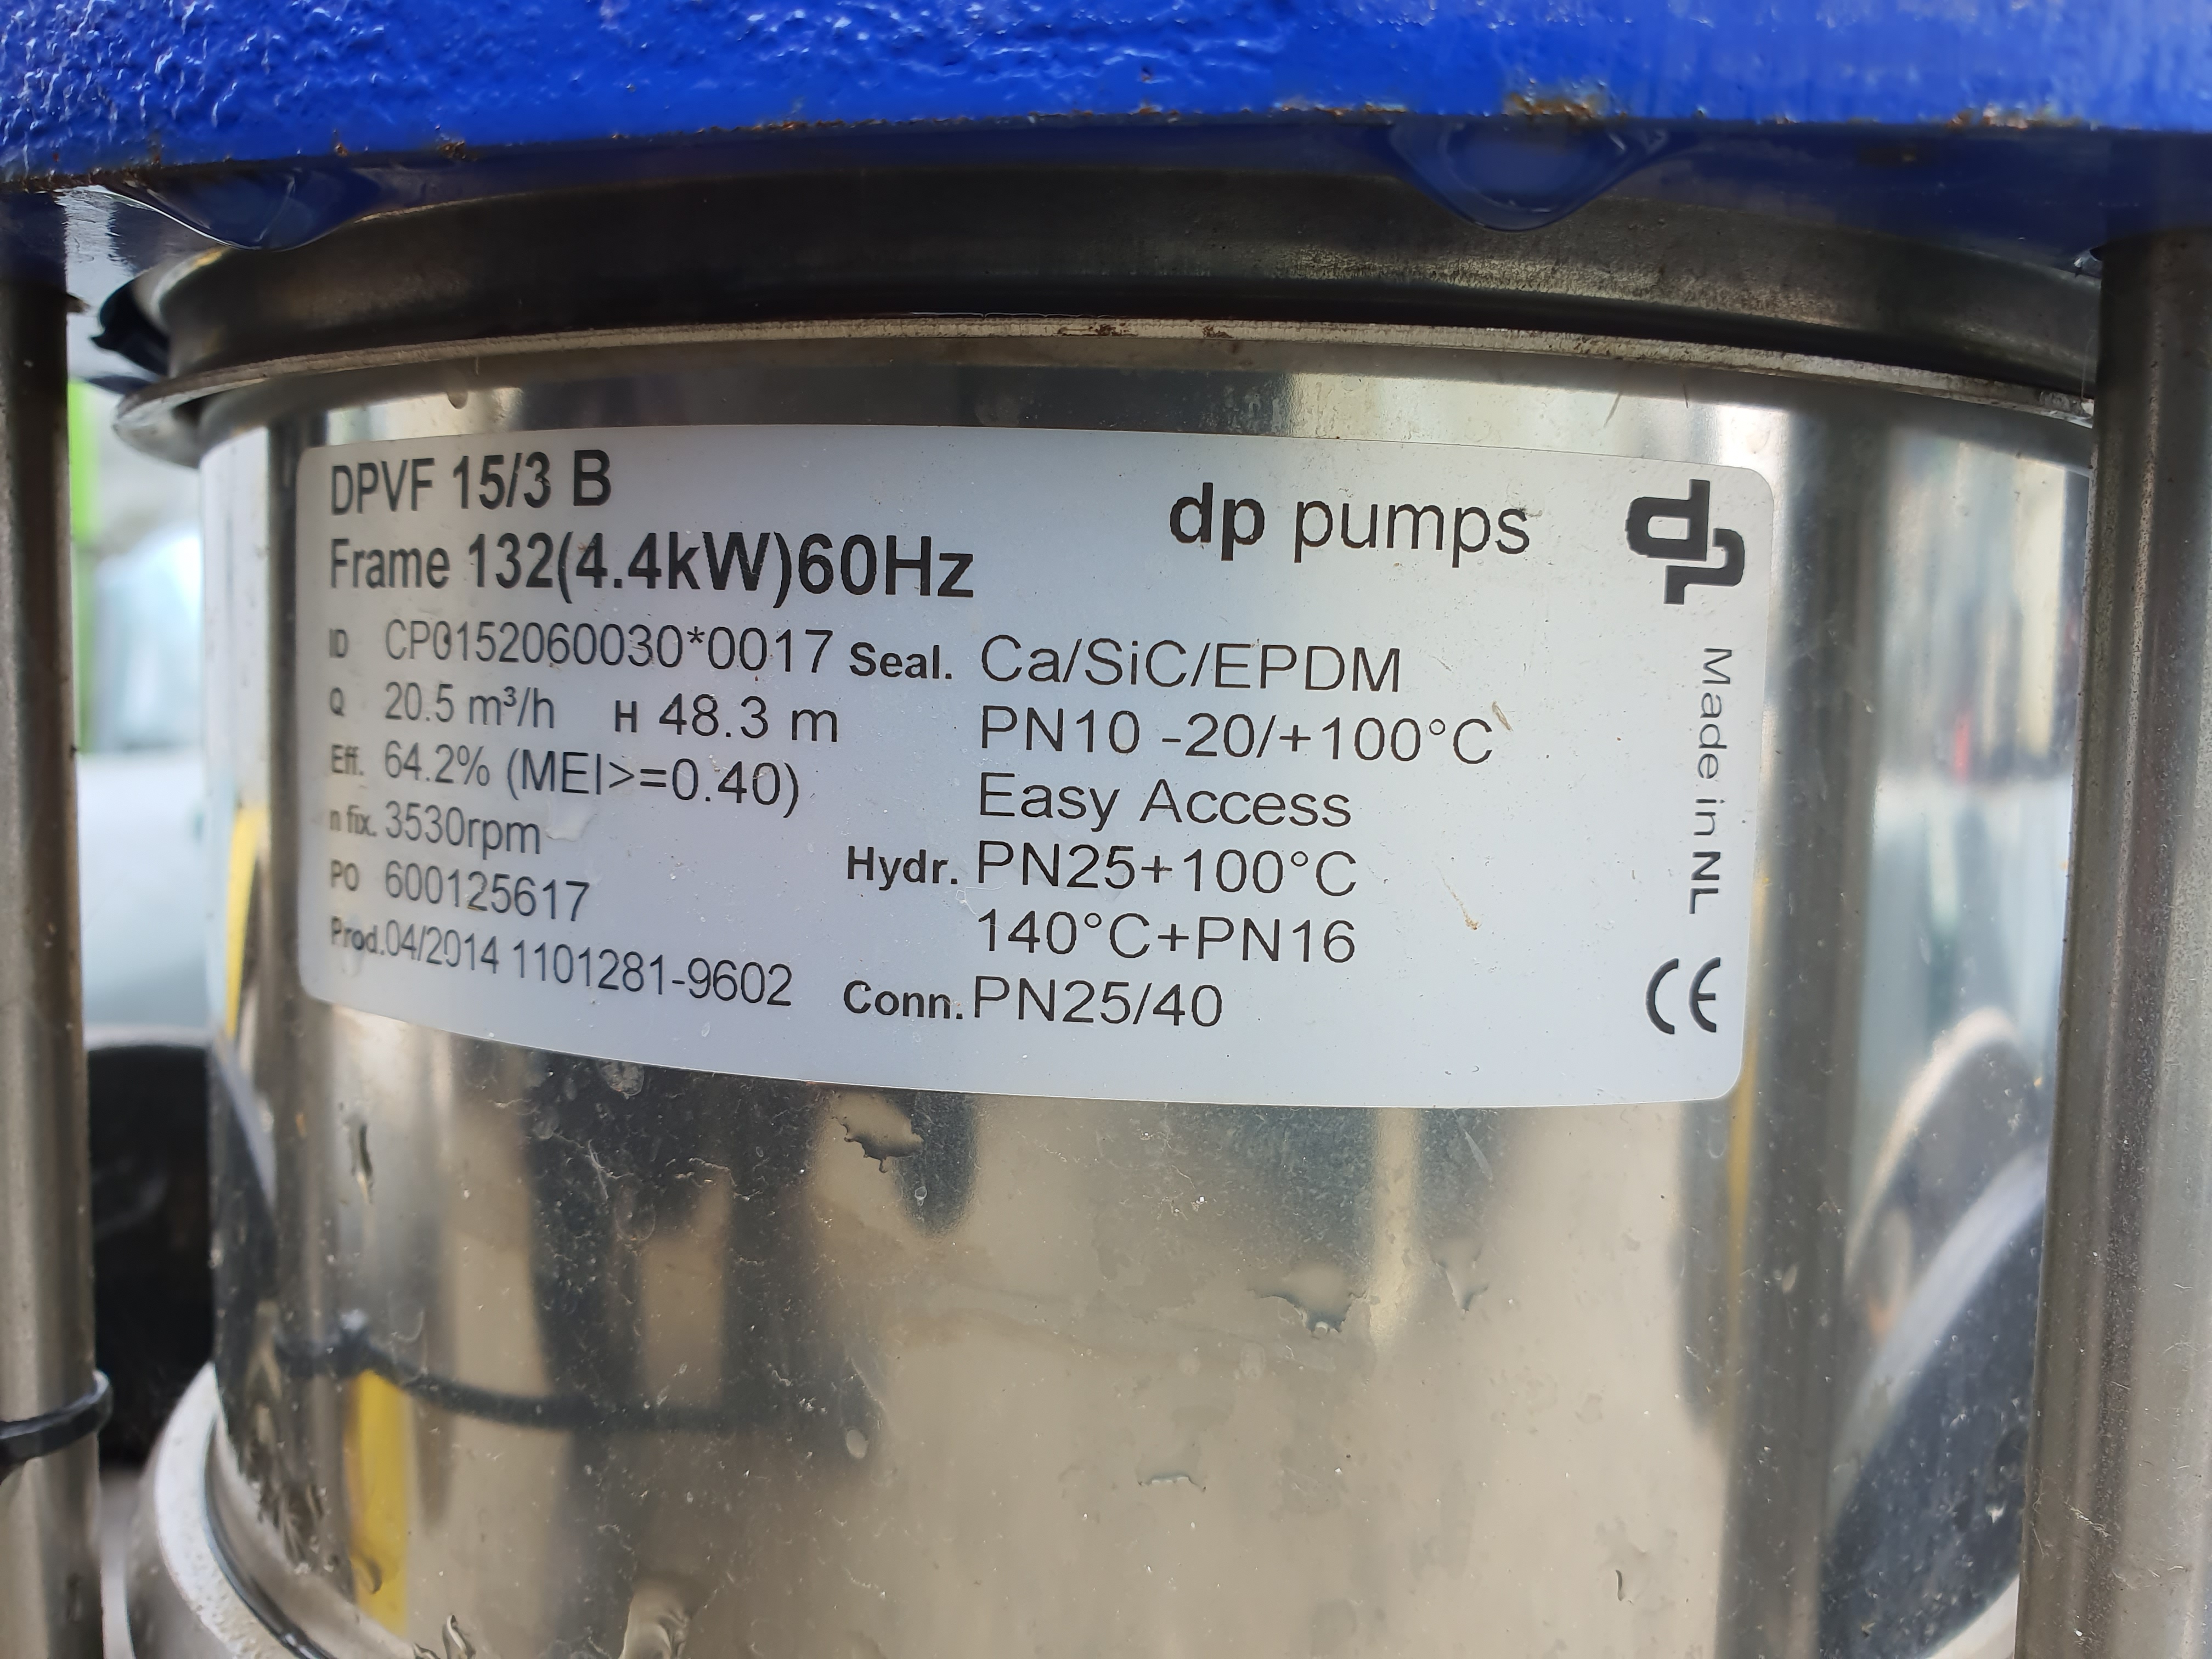 DPVF 15/3 B
Frame 132(4.4kW)60Hz
dp pumps
dp
ID CP0152060030*0017
Q 20.5 m³/h H 48.3 m
Eff. 64.2% (MEI>=0.40)
n fix. 3530rpm
PO 600125617
Prod.04/2014 1101281-9602
Seal. Ca/SiC/EPDM
PN10 -20/+100°C
Easy Access
Hydr. PN25+100°C
140°C+PN16
Conn. PN25/40
Made in NL
CE